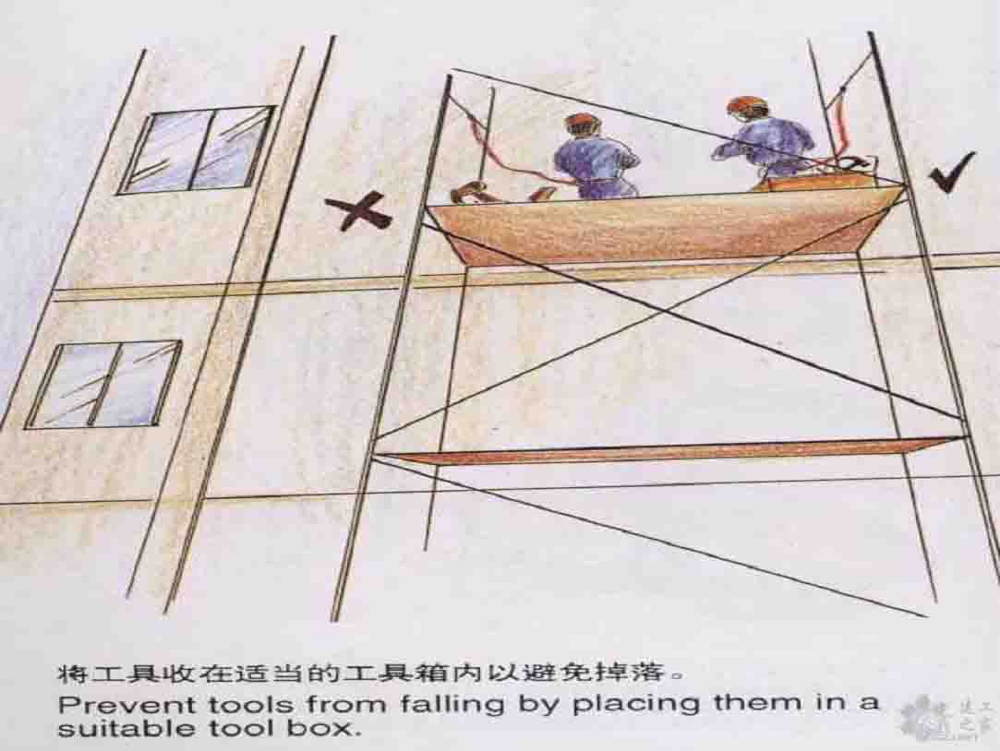 将工具收在适当的工具箱内以避免掉落。
Prevent tools from falling by placing them in a
suitable tool box.